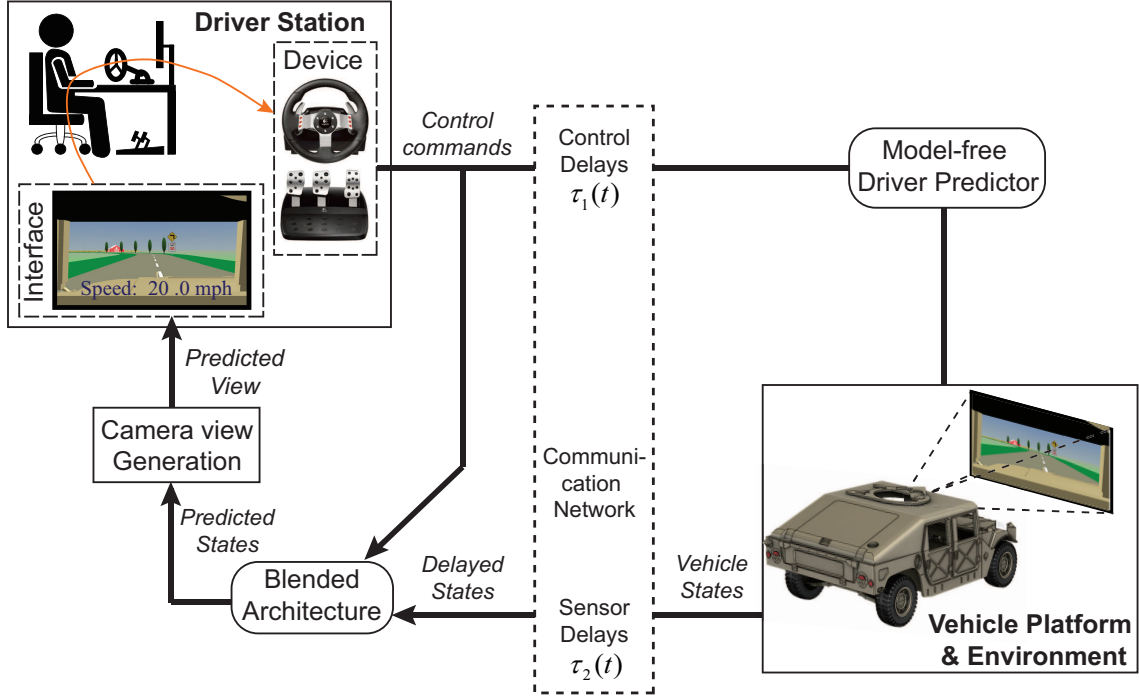 Driver Station
Device
Interface
Speed: 20 .0 mph
Control
commands
Control
Delays
τ₁(t)
Model-free
Driver Predictor
Predicted
View
Camera view
Generation
Predicted
States
Blended
Architecture
Delayed
States
Communi-
cation
Network
Sensor
Delays
τ₂(t)
Vehicle
States
Vehicle Platform
& Environment